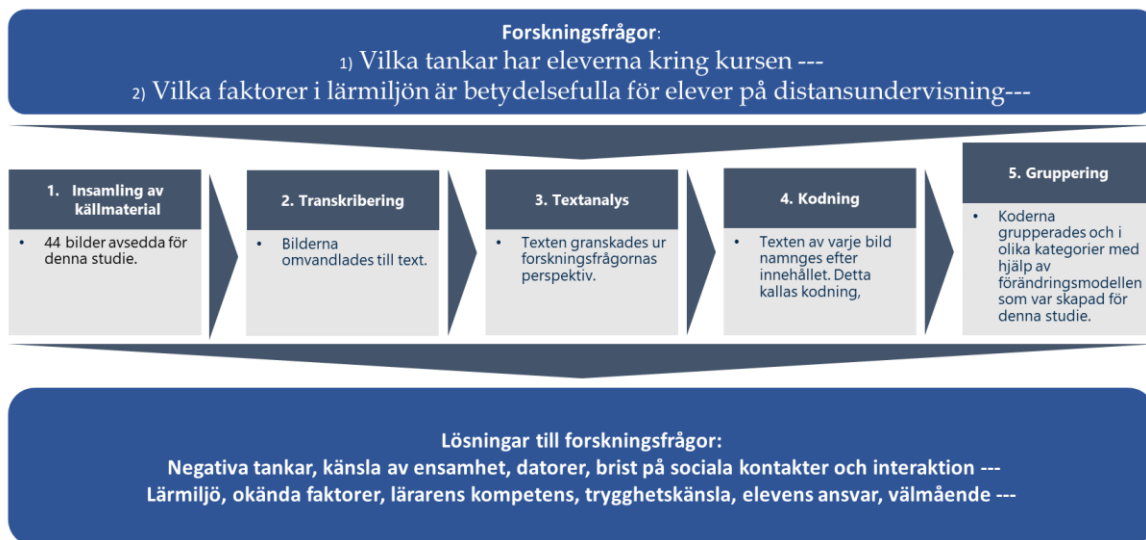 Forskningsfrågor:
1) Vilka tankar har eleverna kring kursen ---
2) Vilka faktorer i lärmiljön är betydelsefulla för elever på distansundervisning---
1. Insamling av
källmaterial
• 44 bilder avsedda för
denna studie.
2. Transkribering
• Bilderna
omvandlades till text.
3. Textanalys
• Texten granskades ur
forskningsfrågornas
perspektiv.
4. Kodning
• Texten av varje bild
namnges efter
innehållet. Detta
kallas kodning,
5. Gruppering
• Koderna
grupperades och i
olika kategorier med
hjälp av
förändringsmodellen
som var skapad för
denna studie.
Lösningar till forskningsfrågor:
Negativa tankar, känsla av ensamhet, datorer, brist på sociala kontakter och interaktion ---
Lärmiljö, okända faktorer, lärarens kompetens, trygghetskänsla, elevens ansvar, välmående ---